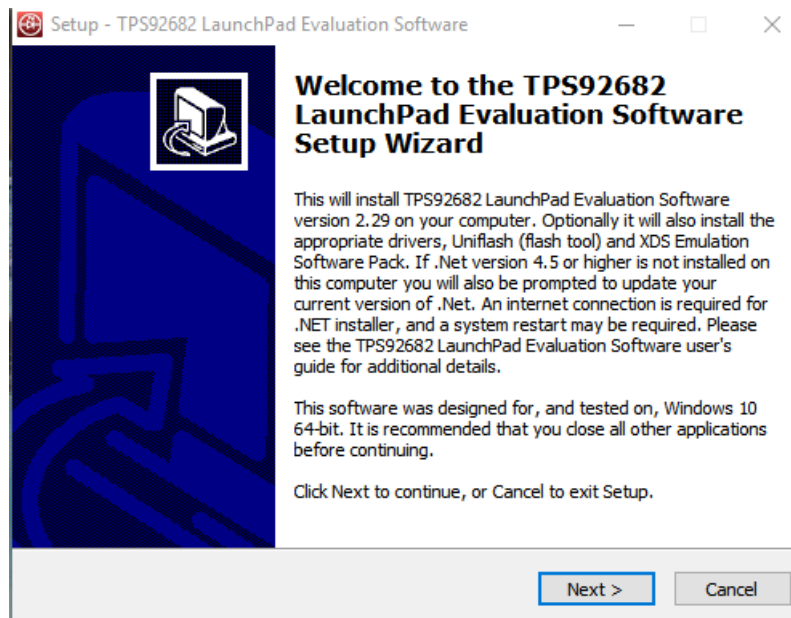 Setup - TPS92682 LaunchPad Evaluation Software
Welcome to the TPS92682
LaunchPad Evaluation Software
Setup Wizard
This will install TPS92682 LaunchPad Evaluation Software
version 2.29 on your computer. Optionally it will also install the
appropriate drivers, Uniflash (flash tool) and XDS Emulation
Software Pack. If .Net version 4.5 or higher is not installed on
this computer you will also be prompted to update your
current version of .Net. An internet connection is required for
.NET installer, and a system restart may be required. Please
see the TPS92682 LaunchPad Evaluation Software user's
guide for additional details.
This software was designed for, and tested on, Windows 10
64-bit. It is recommended that you close all other applications
before continuing.
Click Next to continue, or Cancel to exit Setup.
Next >
Cancel